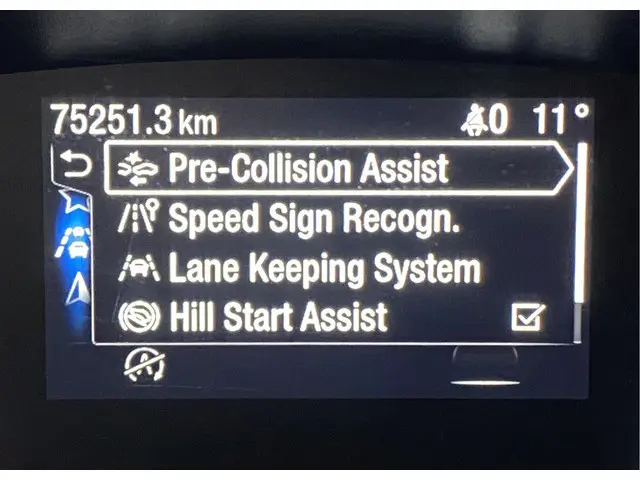 75251.3 km 0 11°
Pre-Collision Assist
Speed Sign Recogn.
Lane Keeping System
Hill Start Assist
A